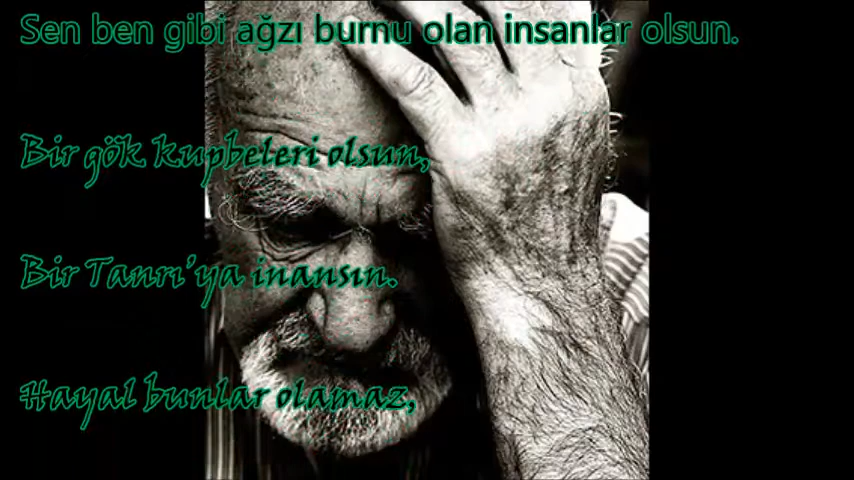 Sen ben gibi ağzı burnu olan insanlar olsun.
Bir gök kupbeleri olsun,
Bir Tanrı'ya inansın.
Hayal bunlar olamaz,